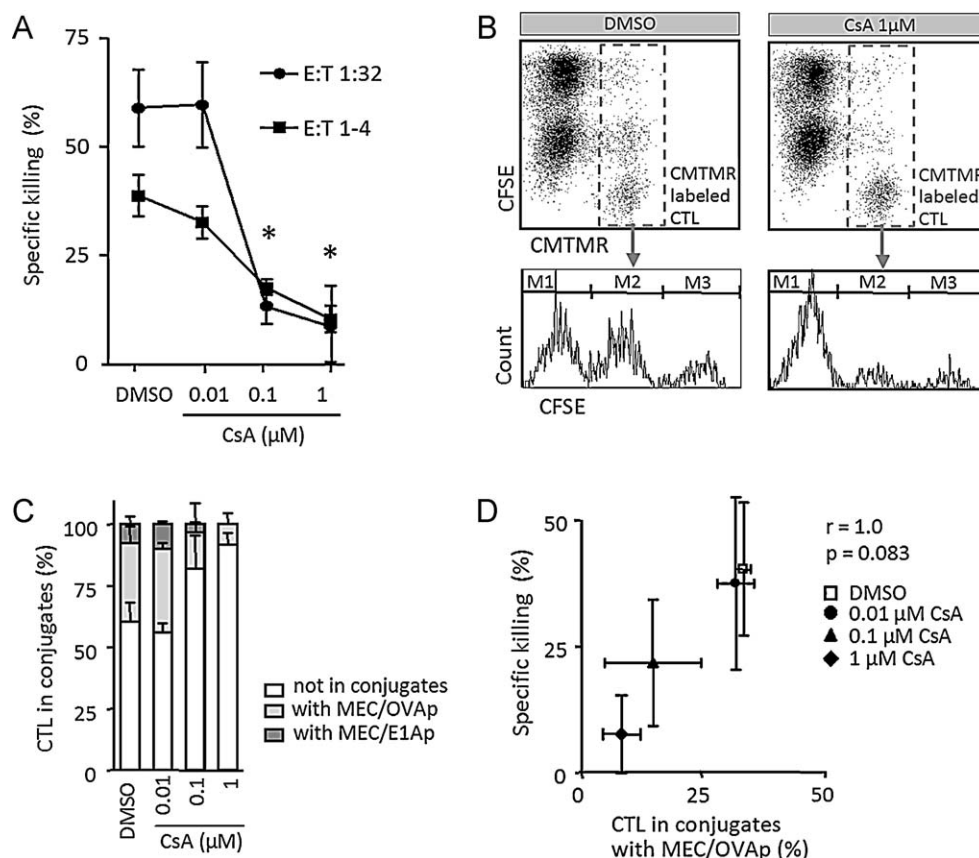 A
75
50
25
0
Specific killing (%)
E:T 1:32
E:T 1-4
*
*
DMSO
0.01
0.1
1
CsA (µM)
B
DMSO
CsA 1µM
CFSE
CMTMR
labeled
CTL
CMTMR
labeled
CTL
CMTMR
M1
M2
M3
M1
M2
M3
Count
CFSE
C
100
75
50
25
0
CTL in conjugates (%)
not in conjugates
with MEC/OVAp
with MEC/E1Ap
DMSO
0.01
0.1
1
CsA (µM)
D
50
25
0
Specific killing (%)
r = 1.0
p = 0.083
DMSO
0.01 µM CsA
0.1 µM CsA
1 µM CsA
0
25
50
CTL in conjugates
with MEC/OVAp (%)